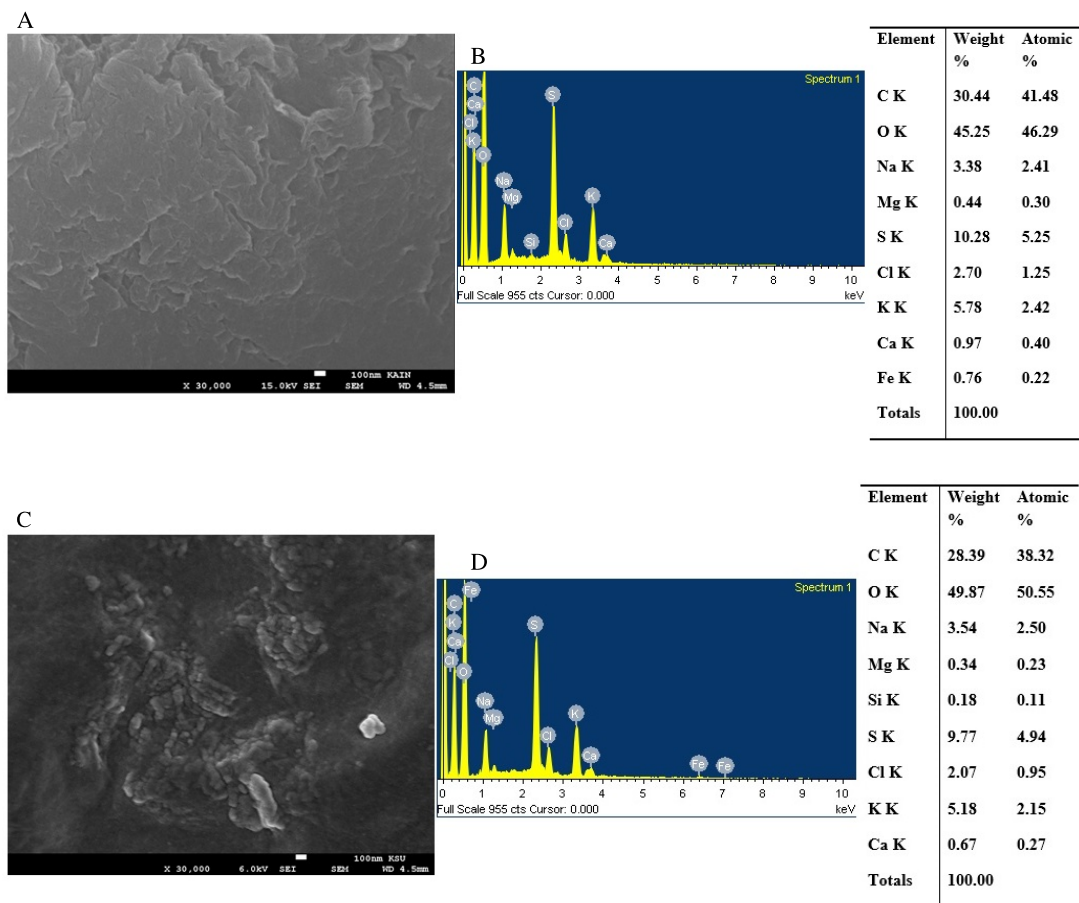 A
B
Spectrum 1
C
Ca
Cl
K
O
Na
Mg
Si
S
Cl
K
Ca
0 1 2 3 4 5 6 7 8 9 10
Full Scale 955 cts Cursor: 0.000 keV
100nm KAIN
X 30,000 15.0kV SEI SEM WD 4.5mm
Element Weight Atomic
% %
C K 30.44 41.48
O K 45.25 46.29
Na K 3.38 2.41
Mg K 0.44 0.30
S K 10.28 5.25
Cl K 2.70 1.25
K K 5.78 2.42
Ca K 0.97 0.40
Fe K 0.76 0.22
Totals 100.00
C
D
Spectrum 1
Fe
C
K
Ca
Cl
O
Na
Mg
S
Cl
K
Ca
Fe
Fe
0 1 2 3 4 5 6 7 8 9 10
Full Scale 955 cts Cursor: 0.000 keV
100nm KSU
X 30,000 6.0kV SEI SEM WD 4.5mm
Element Weight Atomic
% %
C K 28.39 38.32
O K 49.87 50.55
Na K 3.54 2.50
Mg K 0.34 0.23
Si K 0.18 0.11
S K 9.77 4.94
Cl K 2.07 0.95
K K 5.18 2.15
Ca K 0.67 0.27
Totals 100.00